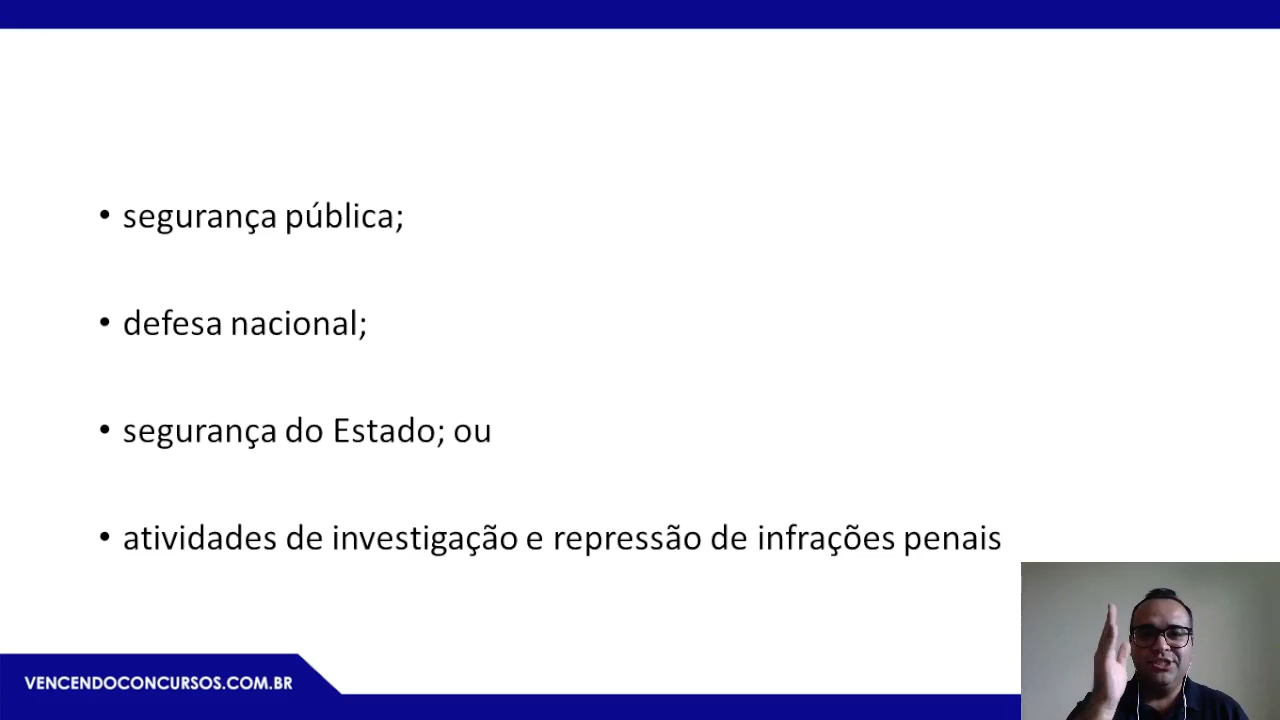 • segurança pública;
• defesa nacional;
• segurança do Estado; ou
• atividades de investigação e repressão de infrações penais
VENCENDOCONCURSOS.COM.BR